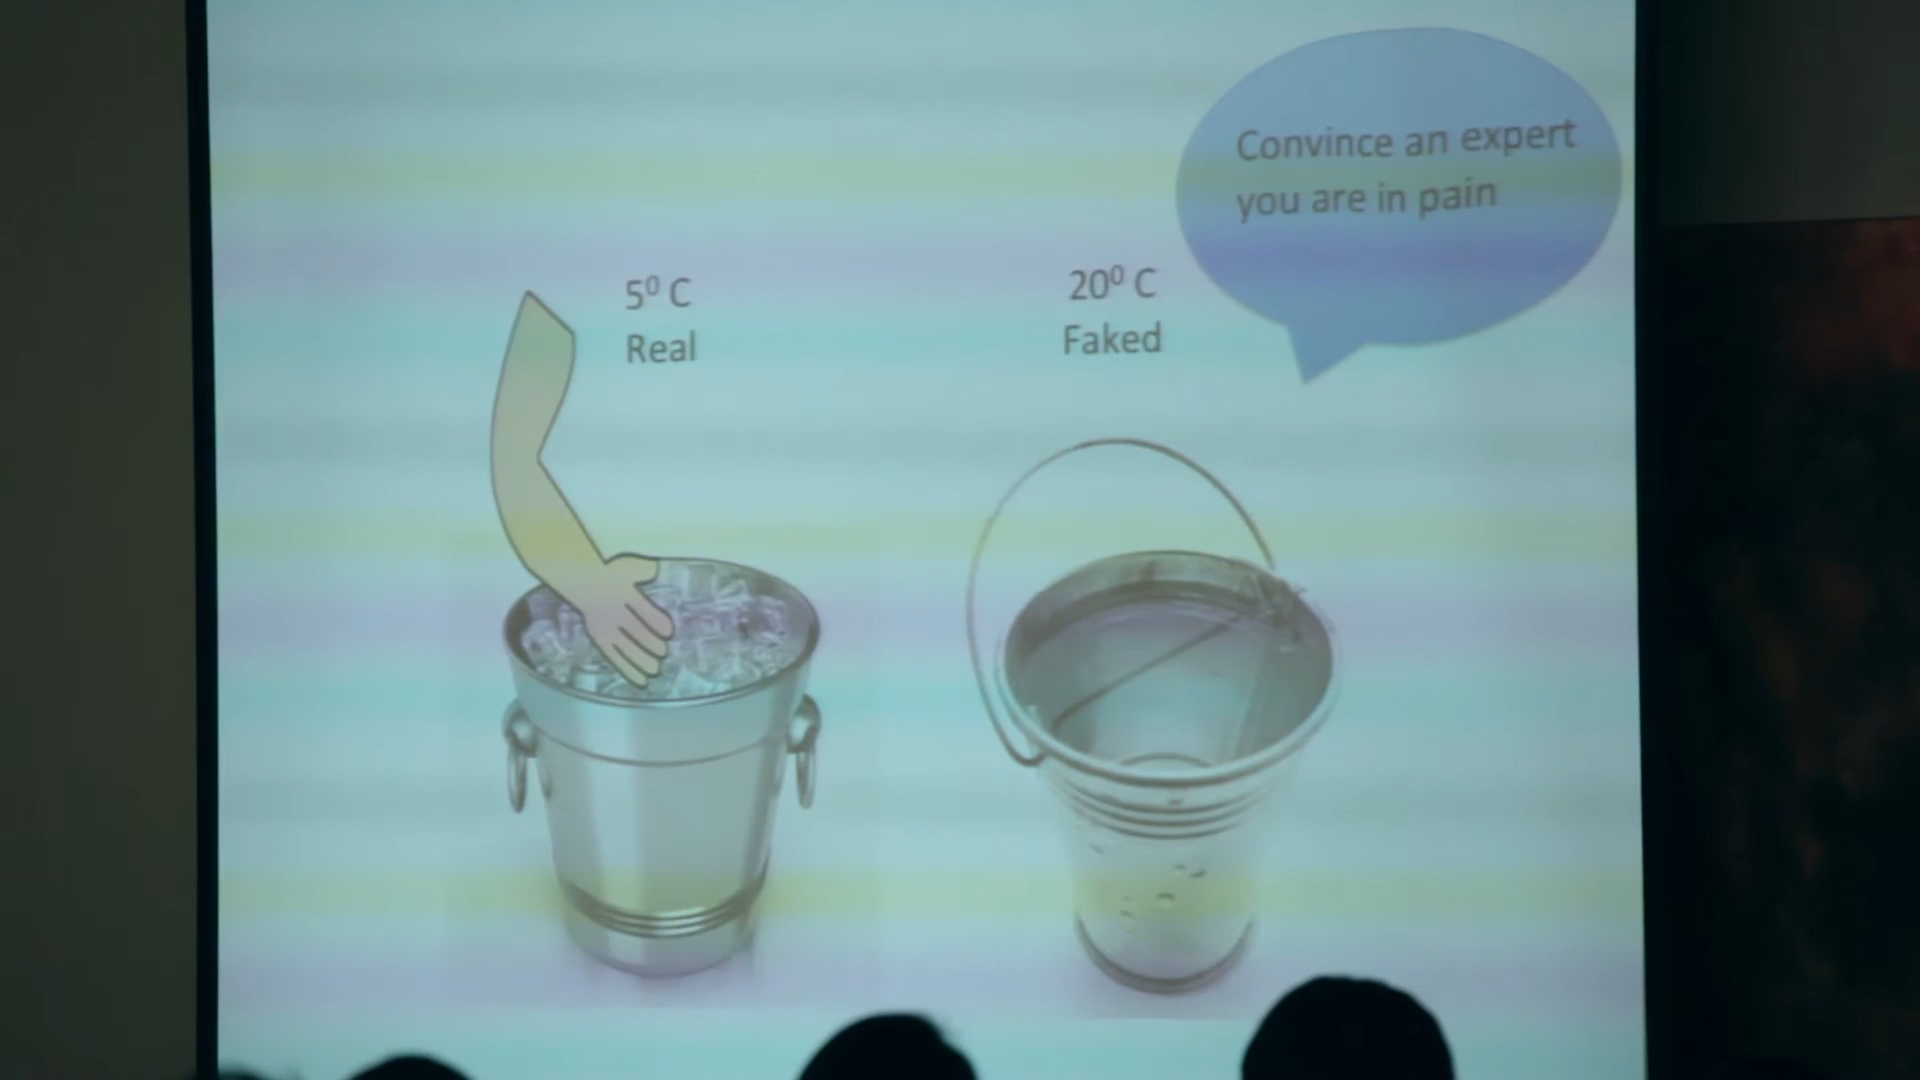 Convince an expert
you are in pain
5⁰ C
Real
20⁰ C
Faked